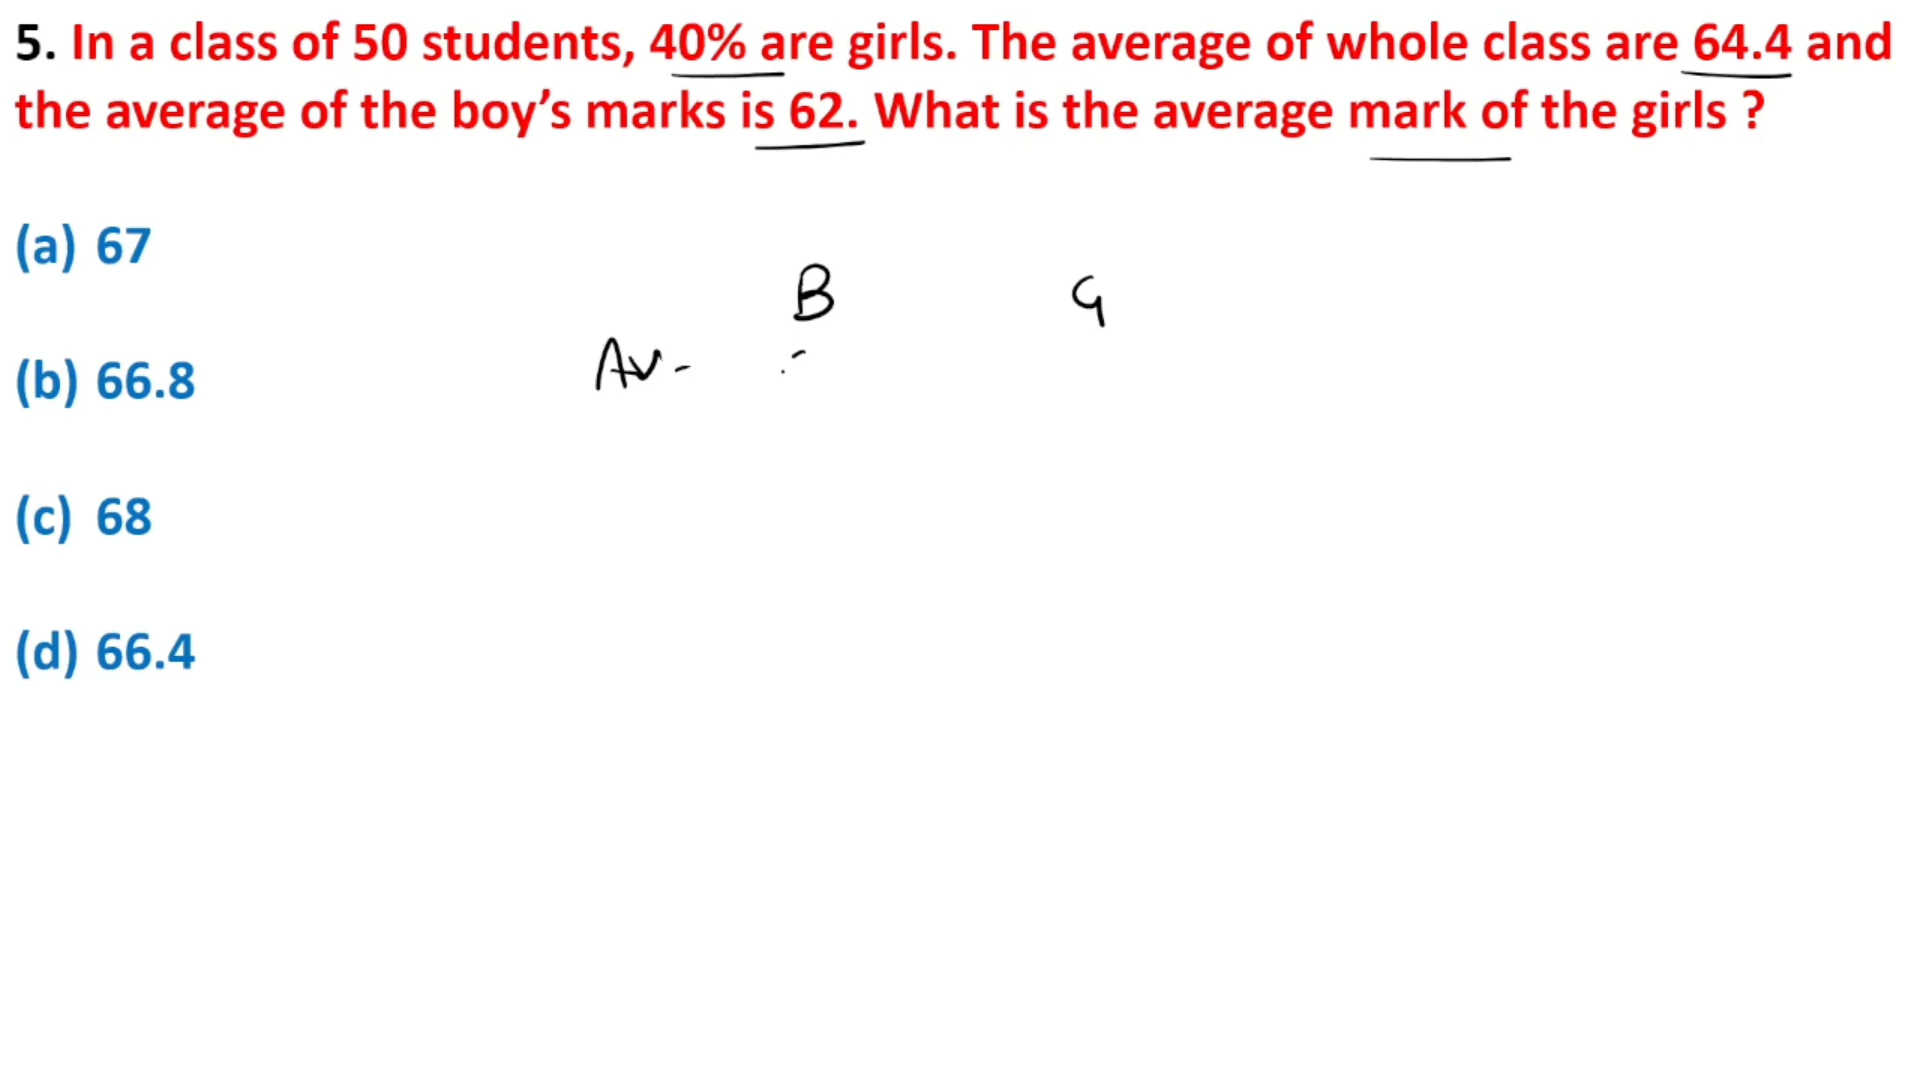 5. In a class of 50 students, 40% are girls. The average of whole class are 64.4 and
the average of the boy’s marks is 62. What is the average mark of the girls ?
(a) 67
B G
Av-
(b) 66.8
(c) 68
(d) 66.4